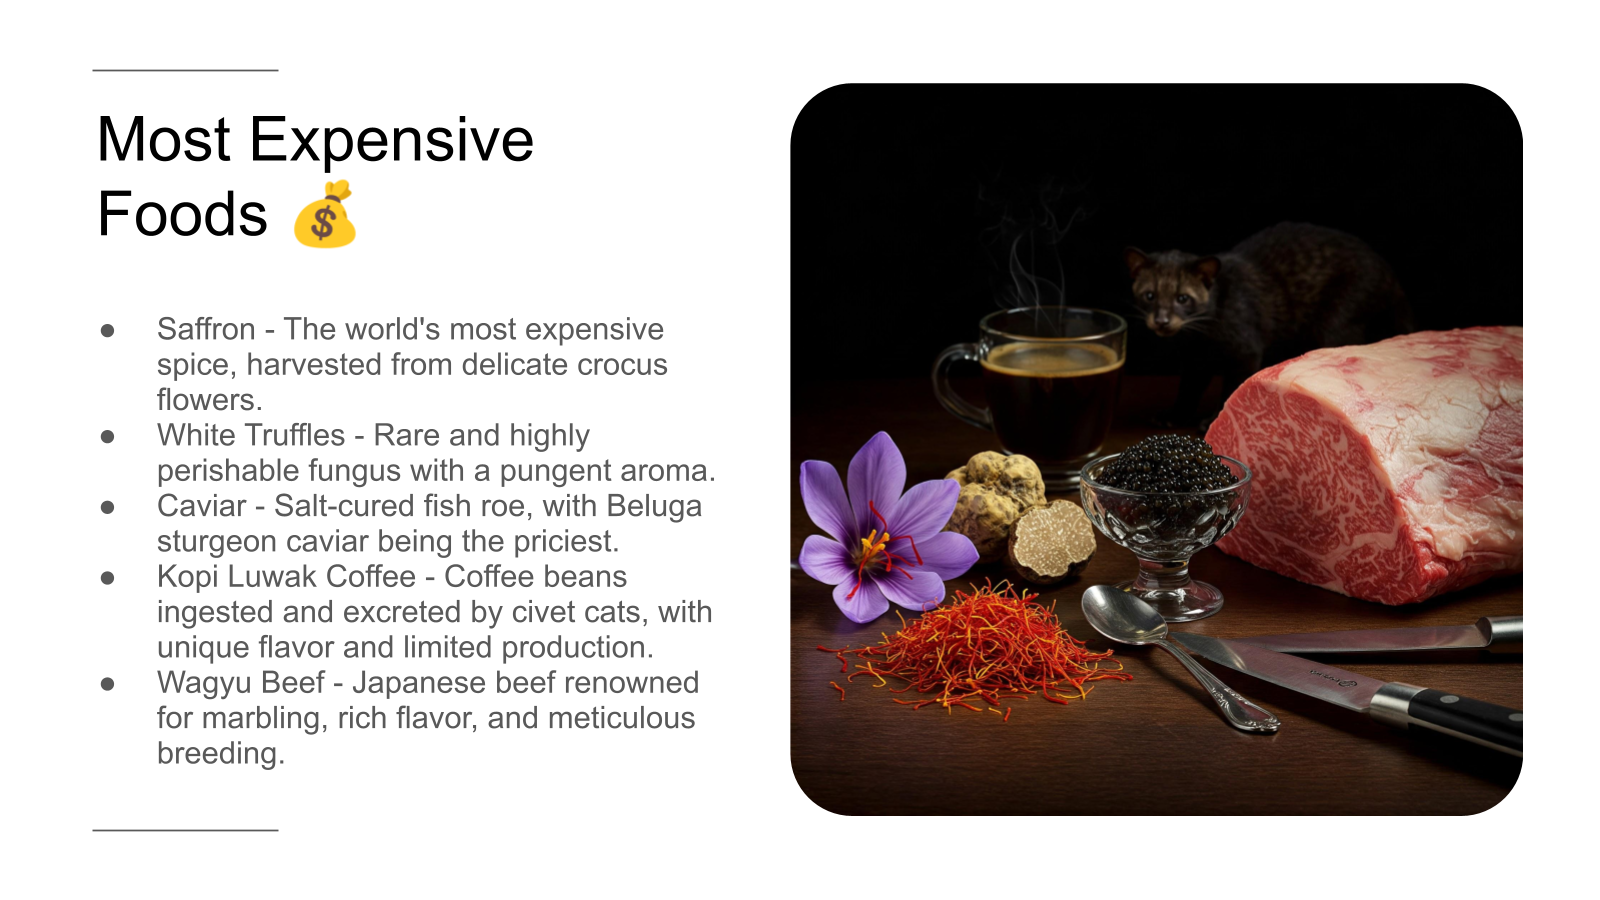 Most Expensive
Foods 💰
● Saffron - The world's most expensive
spice, harvested from delicate crocus
flowers.
● White Truffles - Rare and highly
perishable fungus with a pungent aroma.
● Caviar - Salt-cured fish roe, with Beluga
sturgeon caviar being the priciest.
● Kopi Luwak Coffee - Coffee beans
ingested and excreted by civet cats, with
unique flavor and limited production.
● Wagyu Beef - Japanese beef renowned
for marbling, rich flavor, and meticulous
breeding.